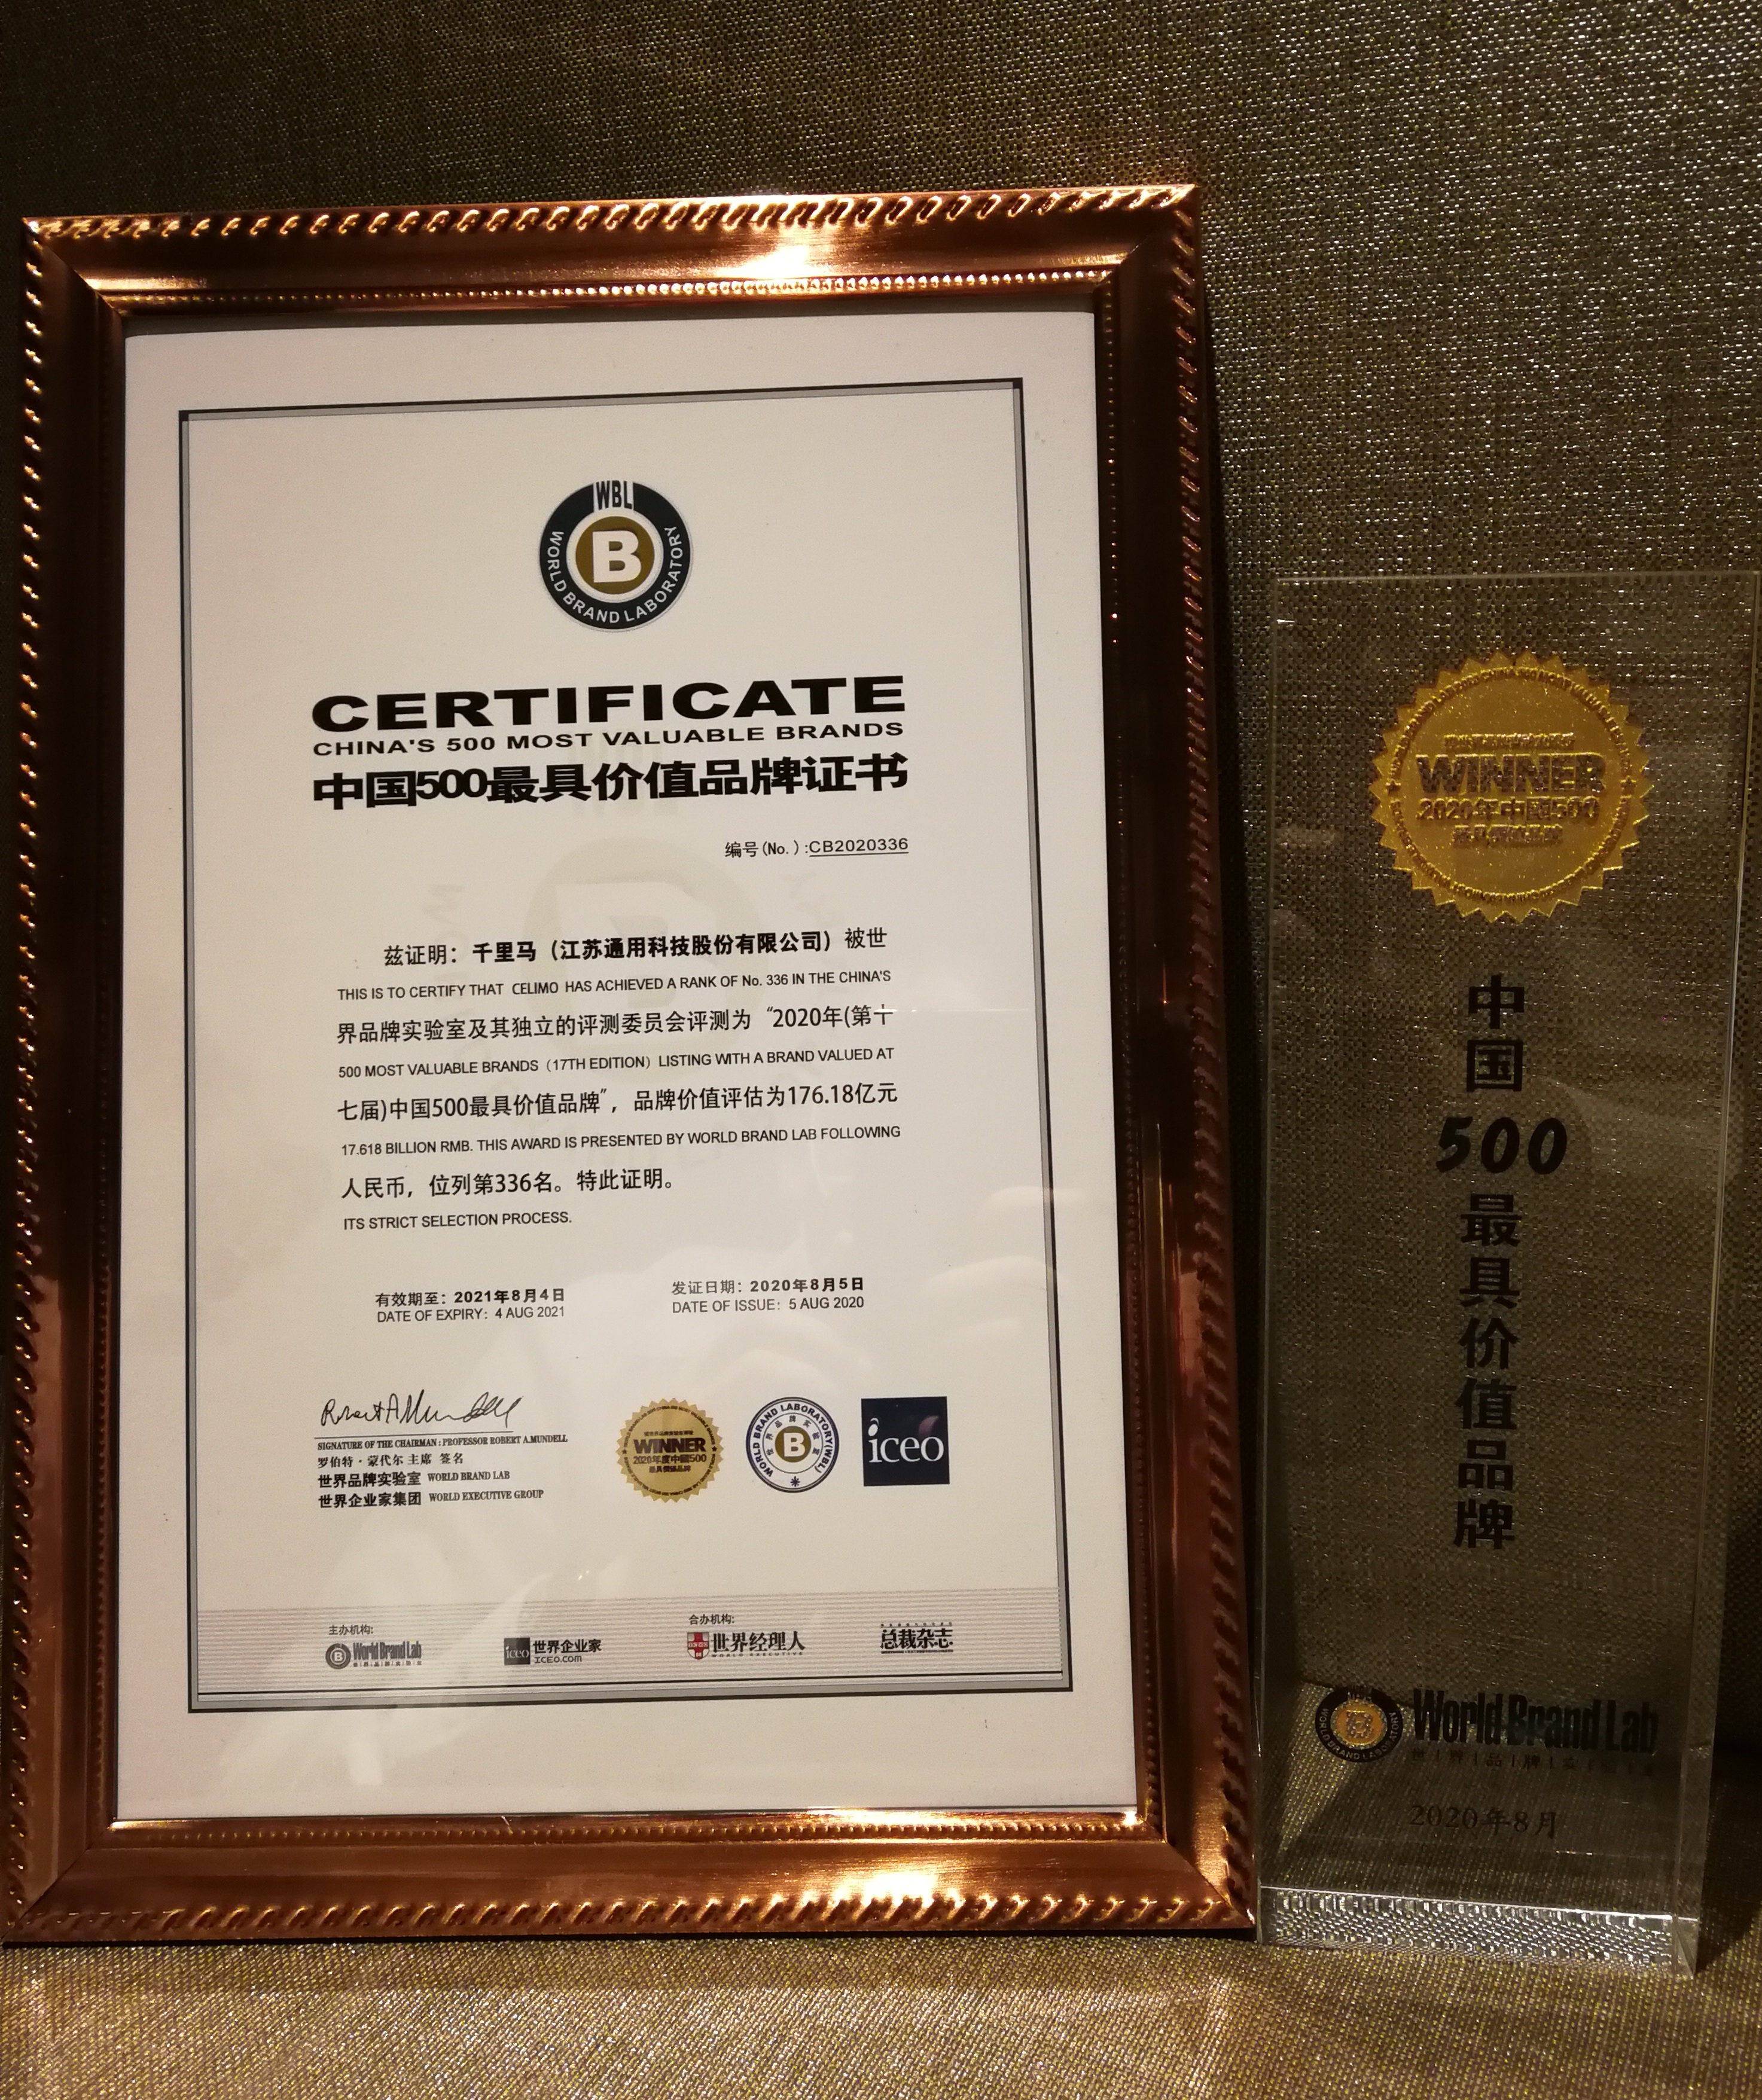 WBL
WORLD BRAND LABORATORY
B
CERTIFICATE
CHINA'S 500 MOST VALUABLE BRANDS
中国500最具价值品牌证书
编号(No.):CB2020336
兹证明：千里马（江苏通用科技股份有限公司）被世
THIS IS TO CERTIFY THAT CELIMO HAS ACHIEVED A RANK OF No. 336 IN THE CHINA'S
界品牌实验室及其独立的评测委员会评测为“2020年(第十
500 MOST VALUABLE BRANDS（17TH EDITION）LISTING WITH A BRAND VALUED AT
七届)中国500最具价值品牌”，品牌价值评估为176.18亿元
17.618 BILLION RMB. THIS AWARD IS PRESENTED BY WORLD BRAND LAB FOLLOWING
人民币，位列第336名。特此证明。
ITS STRICT SELECTION PROCESS.
有效期至：2021年8月4日
DATE OF EXPIRY：4 AUG 2021
发证日期：2020年8月5日
DATE OF ISSUE：5 AUG 2020
Robert A Mundell
SIGNATURE OF THE CHAIRMAN : PROFESSOR ROBERT A.MUNDELL
罗伯特·蒙代尔 主席 签名
世界品牌实验室 WORLD BRAND LAB
世界企业家集团 WORLD EXECUTIVE GROUP
WINNER
2020年度中國500
WORLD BRAND LABORATORY(WBL)
B
iceo
主办机构:
World Brand Lab
iceo 世界企业家
iCEO.com
合办机构:
世界经理人
WORLD EXECUTIVE
总裁杂志
WINNER
2020年中國500
中国500最具价值品牌
WORLD BRAND LABORATORY
World Brand Lab
2020年8月